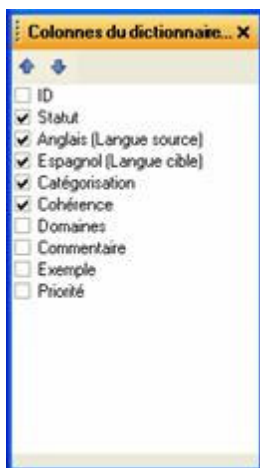 Colonnes du dictionnaire...
ID
Statut
Anglais (Langue source)
Espagnol (Langue cible)
Catégorisation
Cohérence
Domaines
Commentaire
Exemple
Priorité